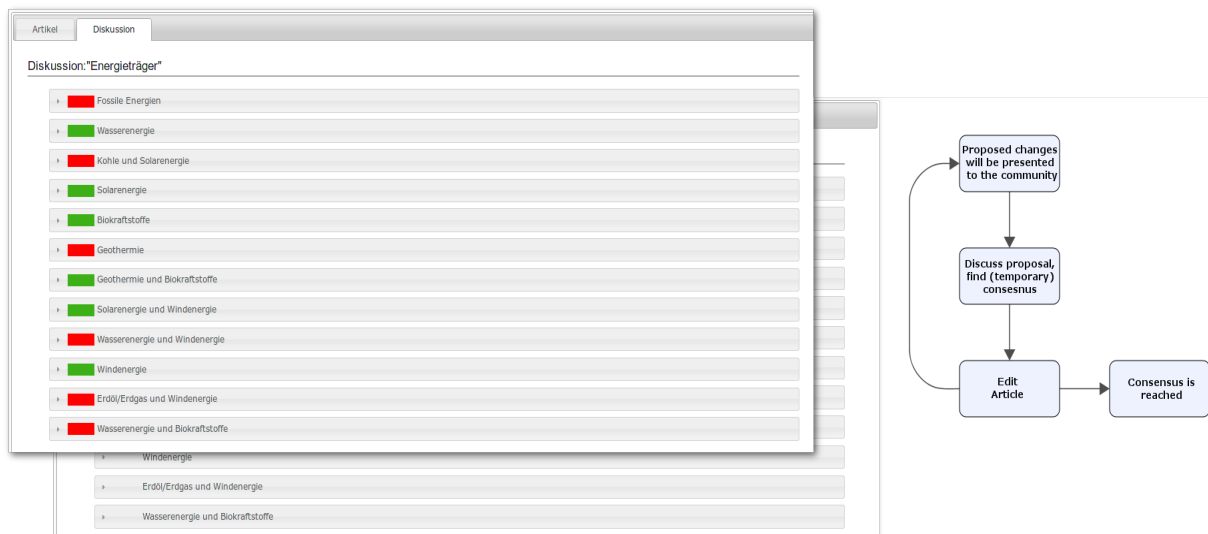 Artikel
Diskussion
Diskussion:"Energieträger"
Fossile Energien
Wasserenergie
Kohle und Solarenergie
Solarenergie
Biokraftstoffe
Geothermie
Geothermie und Biokraftstoffe
Solarenergie und Windenergie
Wasserenergie und Windenergie
Windenergie
Erdöl/Erdgas und Windenergie
Wasserenergie und Biokraftstoffe
Windenergie
Erdöl/Erdgas und Windenergie
Wasserenergie und Biokraftstoffe
Proposed changes
will be presented
to the community
Discuss proposal,
find (temporary)
consesnus
Edit
Article
Consensus is
reached